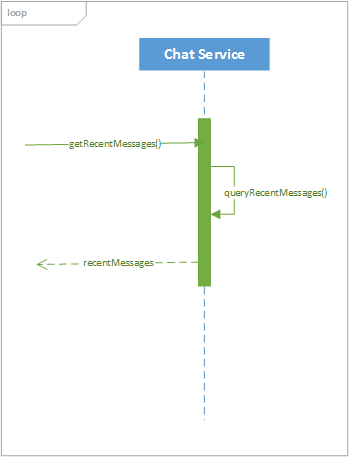 loop
Chat Service
getRecentMessages()
queryRecentMessages()
recentMessages